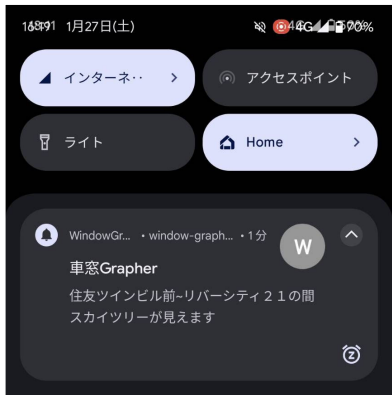 1月27日(土)
インターネ‥
アクセスポイント
ライト
Home
WindowGr... • window-graph... • 1分
W
車窓Grapher
住友ツインビル前~リバーシティ２１の間
スカイツリーが見えます